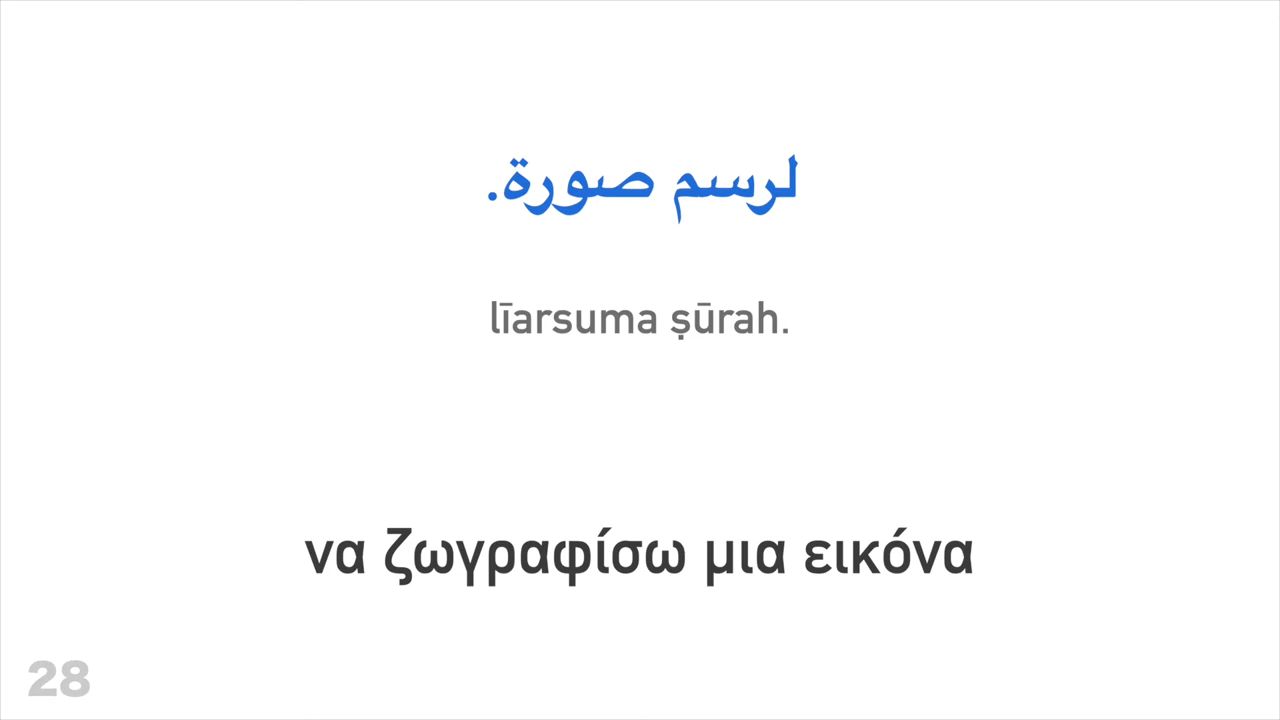 لرسم صورة.
līarsuma ṣūrah.
να ζωγραφίσω μια εικόνα
28